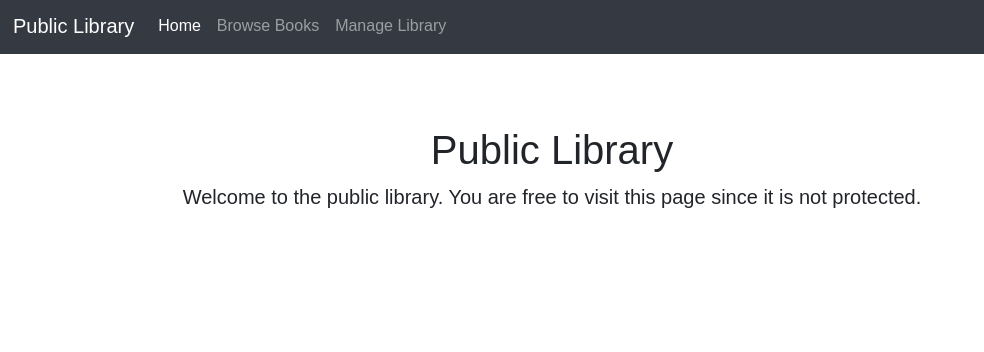 Public Library Home Browse Books Manage Library
Public Library
Welcome to the public library. You are free to visit this page since it is not protected.